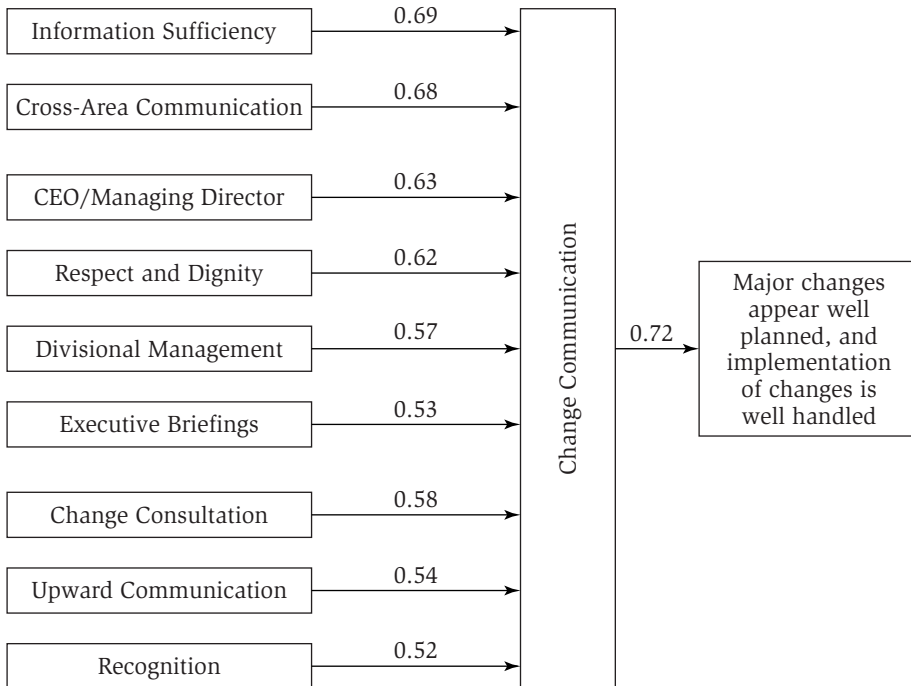 Information Sufficiency
0.69
Cross-Area Communication
0.68
CEO/Managing Director
0.63
Respect and Dignity
0.62
Divisional Management
0.57
Executive Briefings
0.53
Change Consultation
0.58
Upward Communication
0.54
Recognition
0.52
Change Communication
0.72
Major changes
appear well
planned, and
implementation
of changes is
well handled